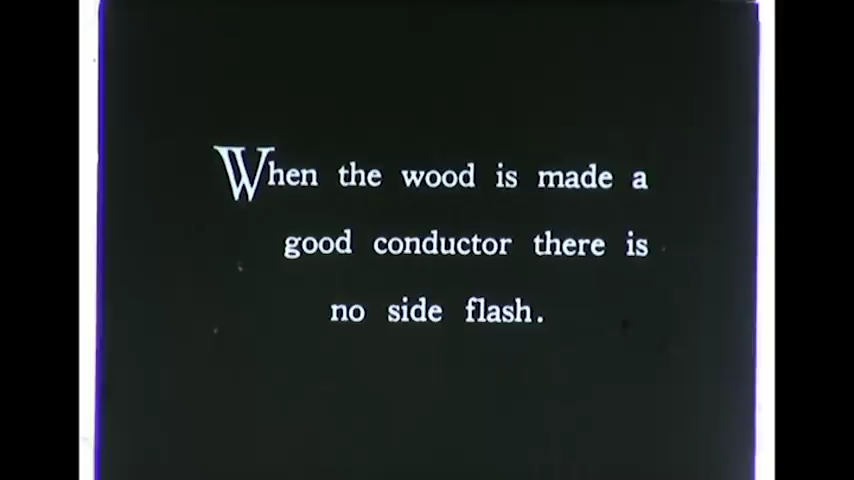 When the wood is made a
good conductor there is
no side flash.